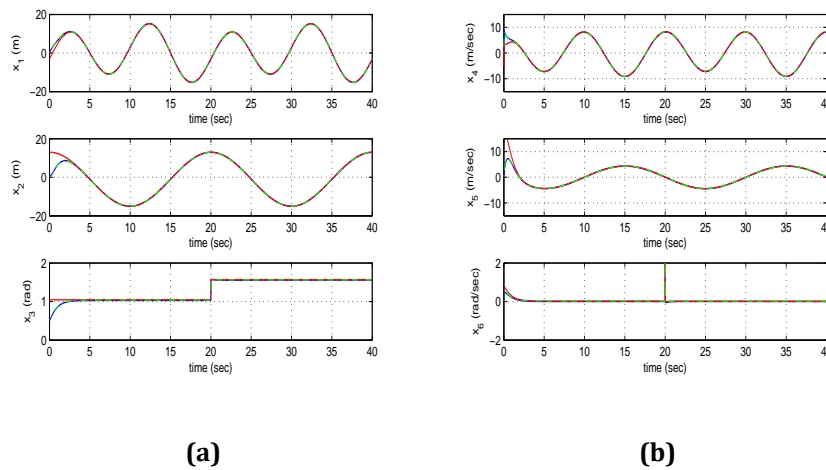 20
0
−20
x1 (m)
0 5 10 15 20 25 30 35 40
time (sec)
20
0
−20
x2 (m)
0 5 10 15 20 25 30 35 40
time (sec)
2
1
0
x3 (rad)
0 5 10 15 20 25 30 35 40
time (sec)
(a)
10
0
−10
x4 (m/sec)
0 5 10 15 20 25 30 35 40
time (sec)
10
0
−10
x5 (m/sec)
0 5 10 15 20 25 30 35 40
time (sec)
2
0
−2
x6 (rad/sec)
0 5 10 15 20 25 30 35 40
time (sec)
(b)